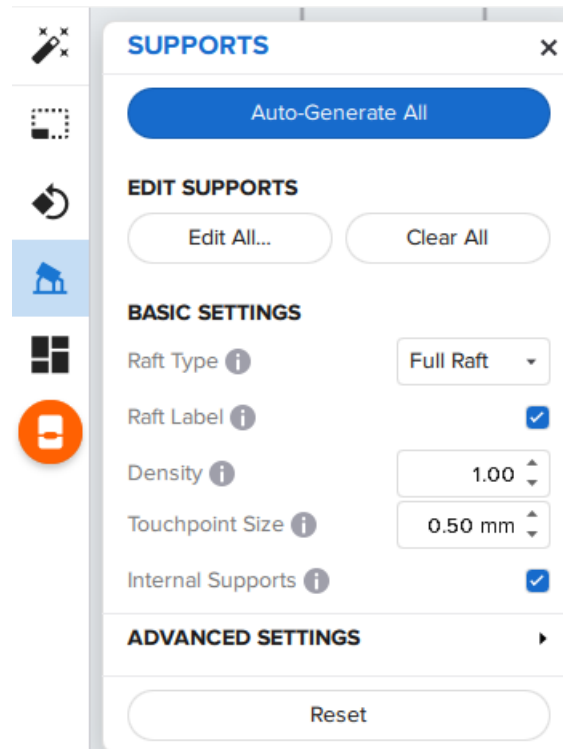 SUPPORTS
Auto-Generate All
EDIT SUPPORTS
Edit All...
Clear All
BASIC SETTINGS
Raft Type
Full Raft
Raft Label
Density
1.00
Touchpoint Size
0.50 mm
Internal Supports
ADVANCED SETTINGS
Reset